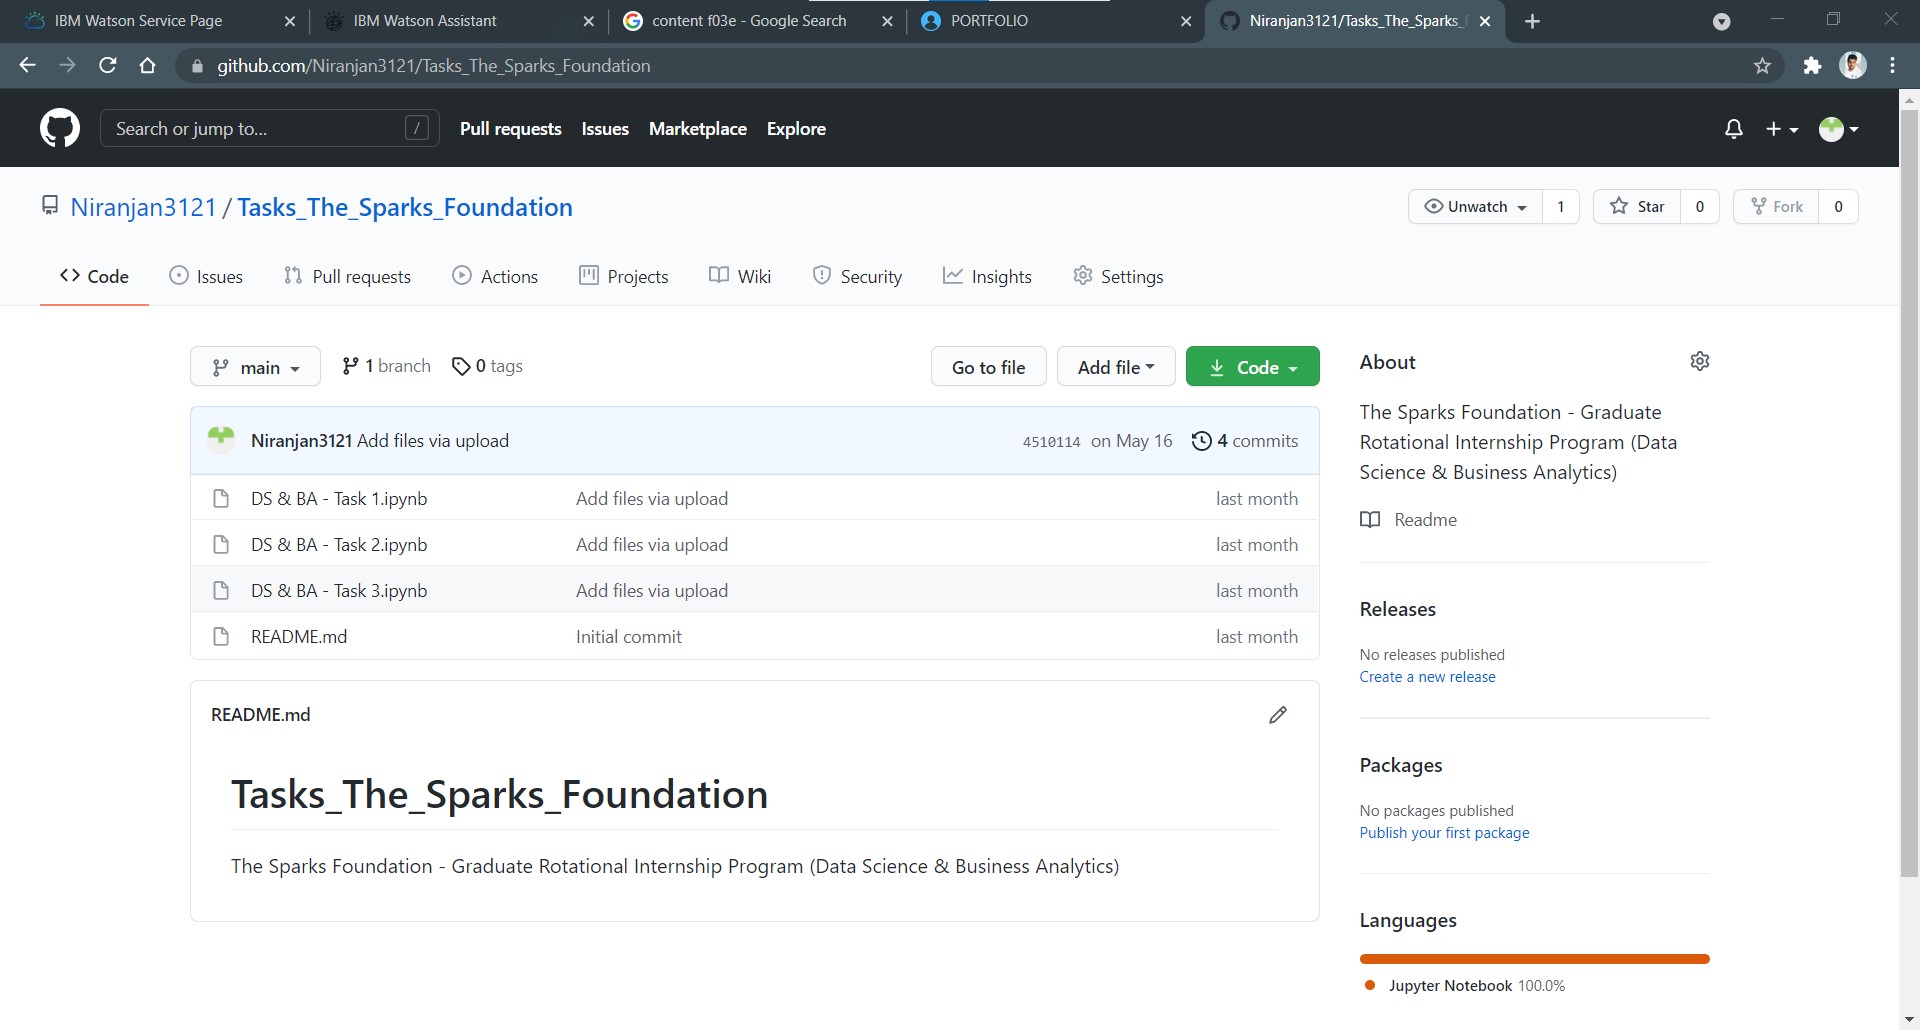 IBM Watson Service Page
IBM Watson Assistant
content f03e - Google Search
PORTFOLIO
Niranjan3121/Tasks_The_Sparks_
github.com/Niranjan3121/Tasks_The_Sparks_Foundation
Search or jump to...
/
Pull requests
Issues
Marketplace
Explore
Niranjan3121 / Tasks_The_Sparks_Foundation
Unwatch 1
Star 0
Fork 0
Code
Issues
Pull requests
Actions
Projects
Wiki
Security
Insights
Settings
main
1 branch
0 tags
Go to file
Add file
Code
Niranjan3121 Add files via upload
4510114 on May 16
4 commits
DS & BA - Task 1.ipynb Add files via upload last month
DS & BA - Task 2.ipynb Add files via upload last month
DS & BA - Task 3.ipynb Add files via upload last month
README.md Initial commit last month
README.md
Tasks_The_Sparks_Foundation
The Sparks Foundation - Graduate Rotational Internship Program (Data Science & Business Analytics)
About
The Sparks Foundation - Graduate
Rotational Internship Program (Data
Science & Business Analytics)
Readme
Releases
No releases published
Create a new release
Packages
No packages published
Publish your first package
Languages
Jupyter Notebook 100.0%